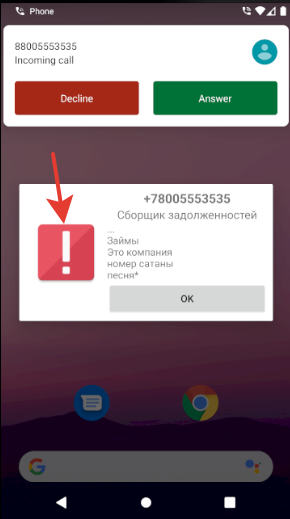 Phone
88005553535
Incoming call
Decline
Answer
+78005553535
Сборщик задолженностей
...
Займы
Это компания
номер сатаны
песня*
OK